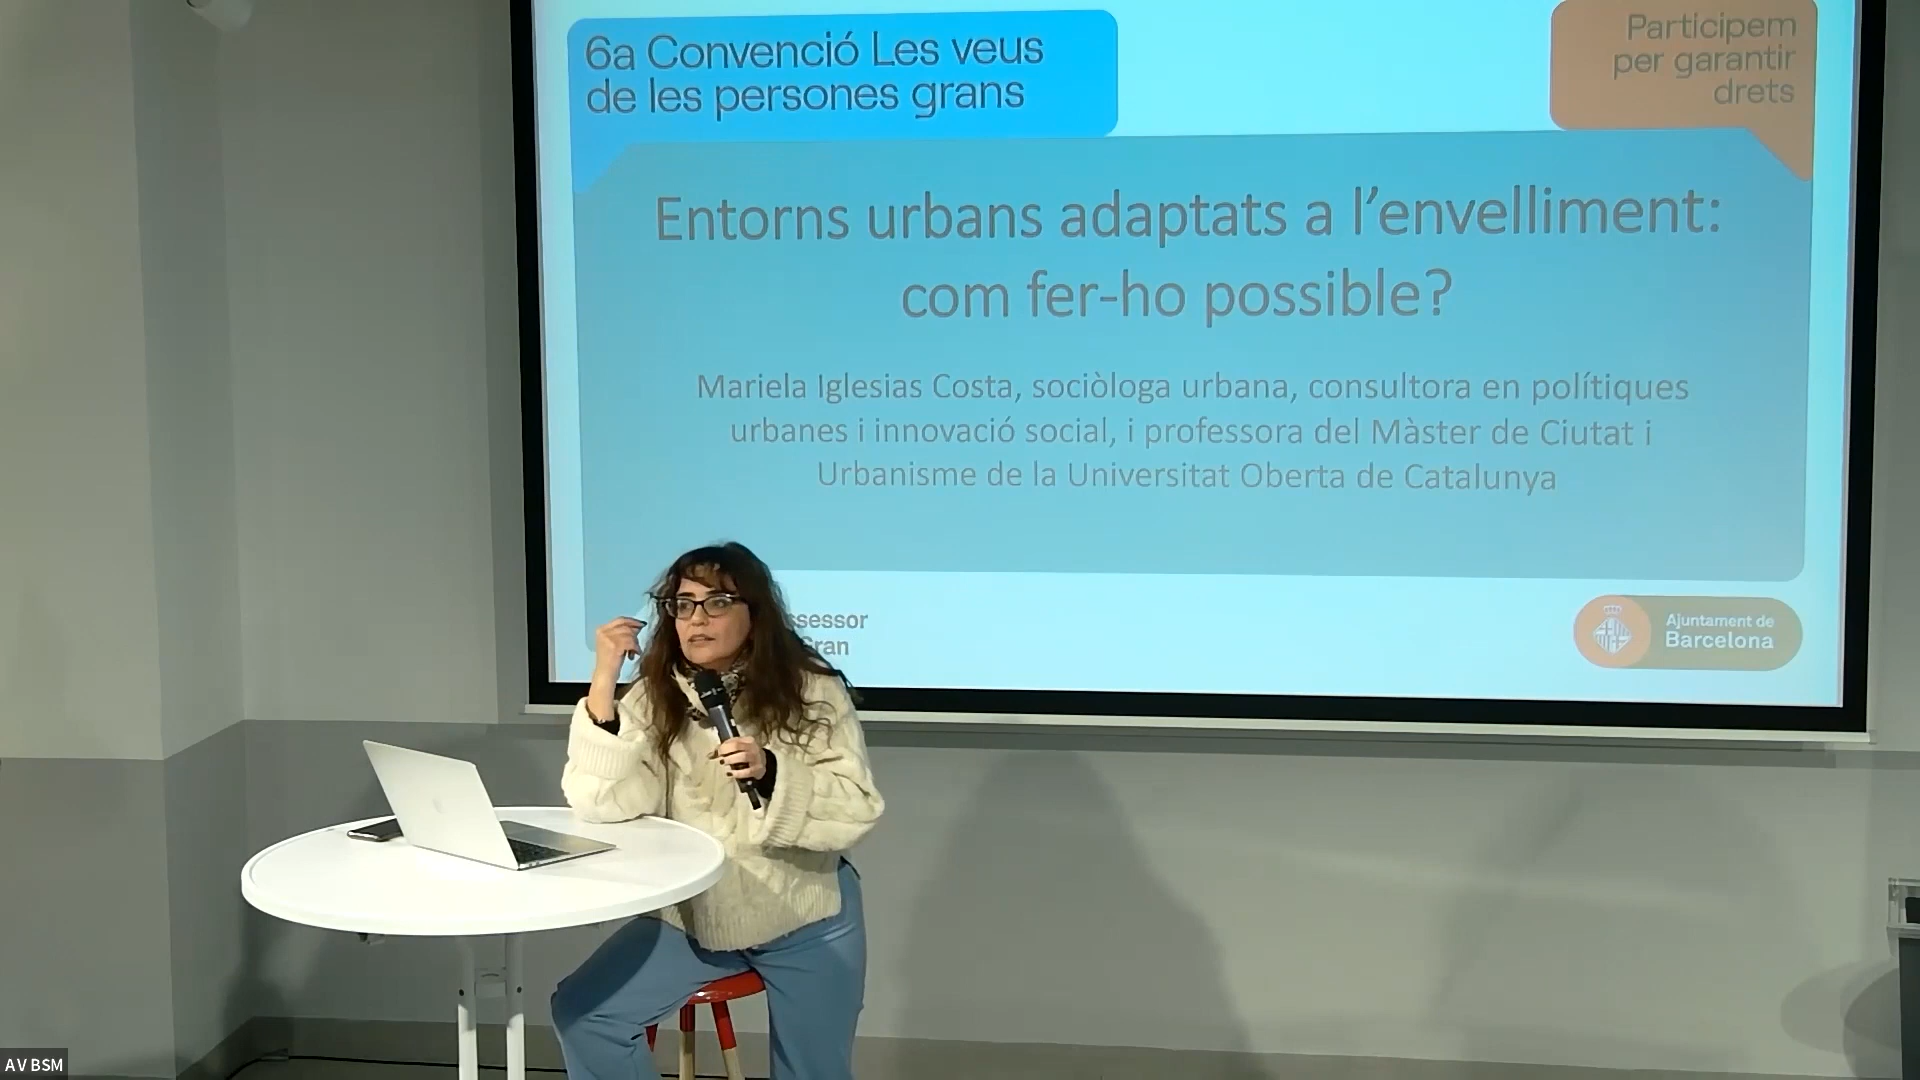 6a Convenció Les veus
de les persones grans
Participem
per garantir
drets
Entorns urbans adaptats a l’envelliment:
com fer-ho possible?
Mariela Iglesias Costa, sociòloga urbana, consultora en polítiques
urbanes i innovació social, i professora del Màster de Ciutat i
Urbanisme de la Universitat Oberta de Catalunya
Ajuntament de
Barcelona
AV BSM